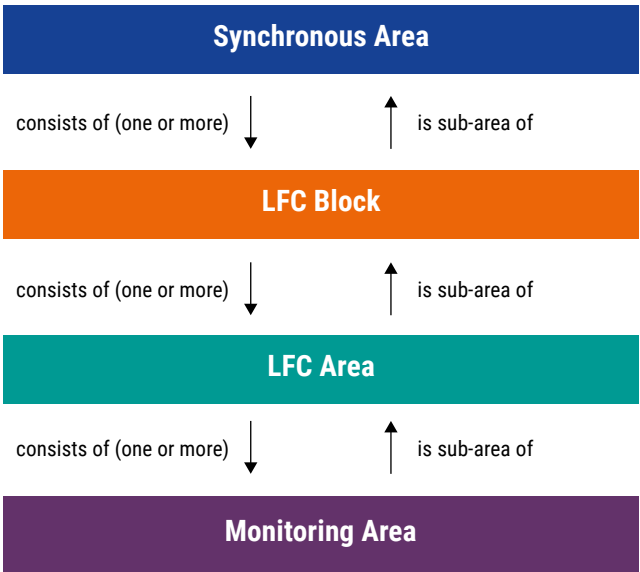 Synchronous Area
consists of (one or more) is sub-area of
LFC Block
consists of (one or more) is sub-area of
LFC Area
consists of (one or more) is sub-area of
Monitoring Area